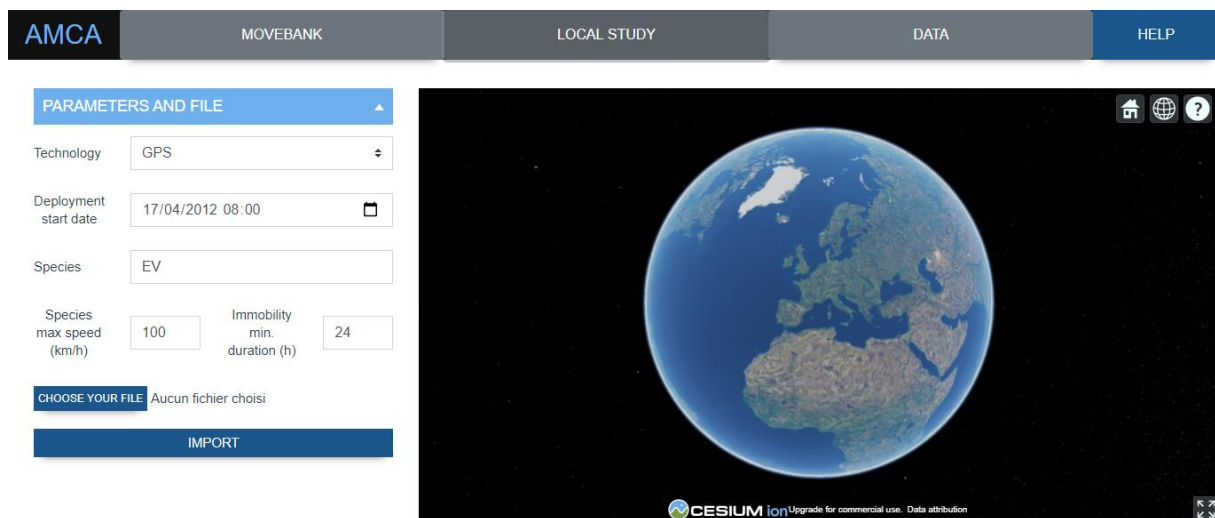 AMCA
MOVEBANK
LOCAL STUDY
DATA
HELP
PARAMETERS AND FILE
Technology
GPS
Deployment
start date
17/04/2012 08:00
Species
EV
Species
max speed
(km/h)
100
Immobility
min.
duration (h)
24
CHOOSE YOUR FILE Aucun fichier choisi
IMPORT
?
CESIUM ion Upgrade for commercial use. Data attribution